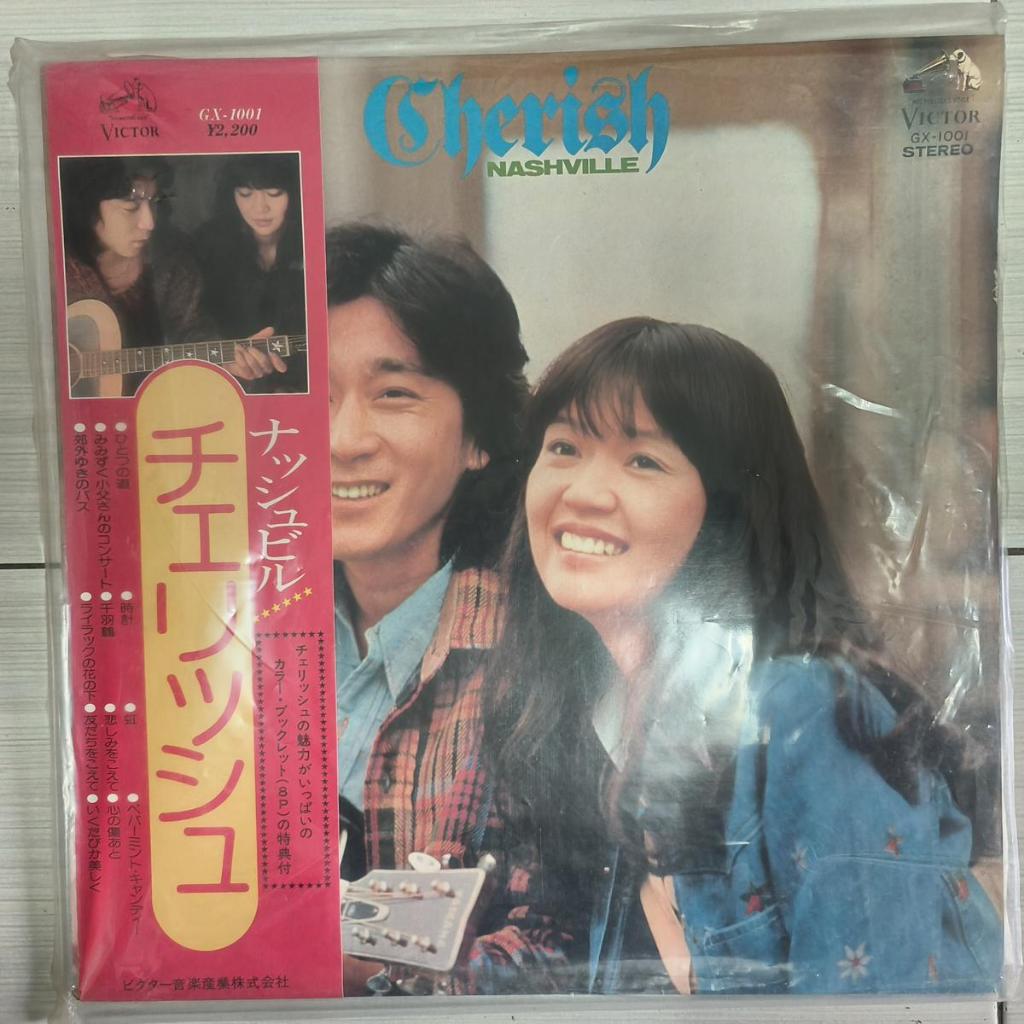 VICTOR
GX-1001
¥2,200
Cherish
NASHVILLE
VICTOR
GX-1001
STEREO
ナッシュビル
チェリッシュの魅力がいっぱいの
カラー・ブックレット(8P)の特典付
チェリッシュ
●ひとつの道
●みみずく小父さんのコンサート
●郊外ゆきのバス
●時計
●千羽鶴
●ライラックの花の下
●虹
●悲しみをこえて
●友だちをこえて
●ペパーミント・キャンディー
●心の傷あと
●いくたびか美しく
ビクター音楽産業株式会社